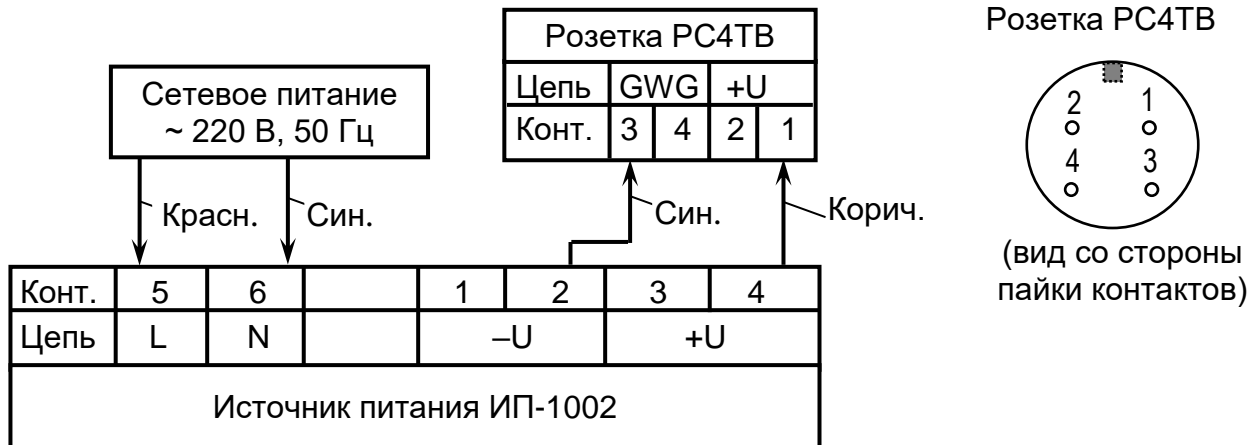 Розетка РС4ТВ
Цепь GWG +U
Конт. 3 4 2 1
Сетевое питание
~ 220 В, 50 Гц
Красн. Син. Син. Корич.
Конт. 5 6 1 2 3 4
Цепь L N –U +U
Источник питания ИП-1002
Розетка РС4ТВ
2 1
4 3
(вид со стороны
пайки контактов)